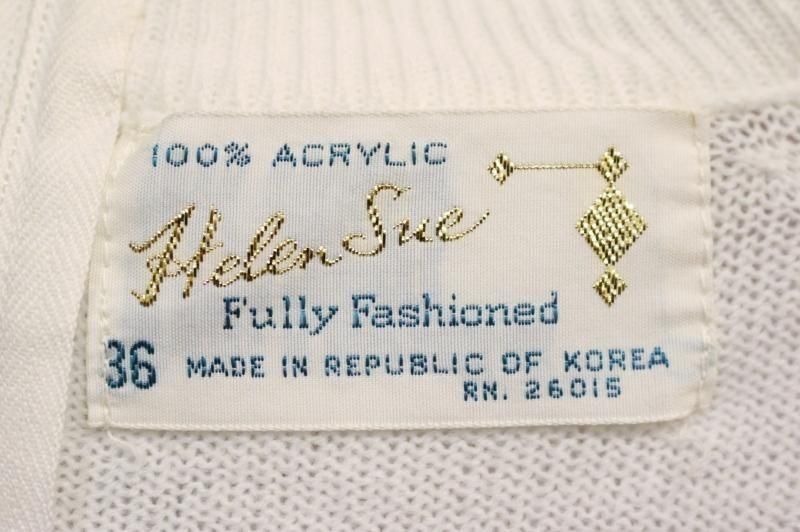 100% ACRYLIC
Helen Sue
Fully Fashioned
36 MADE IN REPUBLIC OF KOREA
RN. 26015